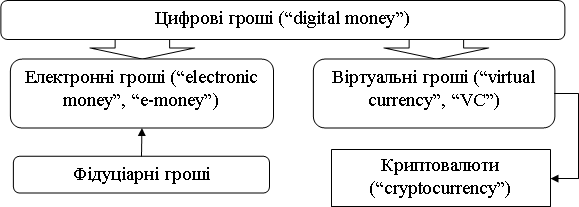 Цифрові гроші (“digital money”)
Електронні гроші (“electronic
money”, “e-money”)
Віртуальні гроші (“virtual
currency”, “VC”)
Фідуціарні гроші
Криптовалюти
(“cryptocurrency”)